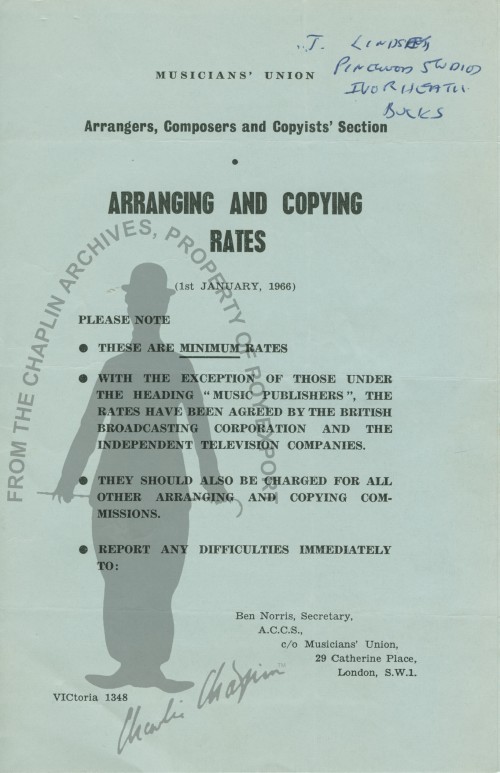 J. LINDSEY
PINEWOOD STUDIOS
IVOR HEATH
BUCKS
MUSICIANS' UNION
Arrangers, Composers and Copyists' Section
ARRANGING AND COPYING
RATES
(1st JANUARY, 1966)
PLEASE NOTE
● THESE ARE MINIMUM RATES
● WITH THE EXCEPTION OF THOSE UNDER
THE HEADING "MUSIC PUBLISHERS", THE
RATES HAVE BEEN AGREED BY THE BRITISH
BROADCASTING CORPORATION AND THE
INDEPENDENT TELEVISION COMPANIES.
● THEY SHOULD ALSO BE CHARGED FOR ALL
OTHER ARRANGING AND COPYING COM-
MISSIONS.
● REPORT ANY DIFFICULTIES IMMEDIATELY
TO:
Ben Norris, Secretary,
A.C.C.S.,
c/o Musicians' Union,
29 Catherine Place,
London, S.W.1.
VICtoria 1348
FROM THE CHAPLIN ARCHIVES, PROPERTY OF ROY EXPORT
Charlie Chaplin™